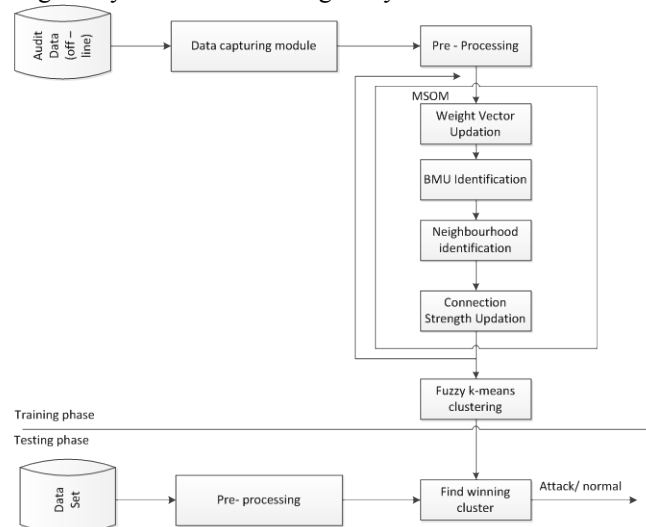 Audit
Data
(off –
line)
Data capturing module
Pre - Processing
MSOM
Weight Vector
Updation
BMU Identification
Neighbourhood
identification
Connection
Strength Updation
Fuzzy k-means
clustering
Training phase
Testing phase
Data
Set
Pre- processing
Find winning
cluster
Attack/ normal